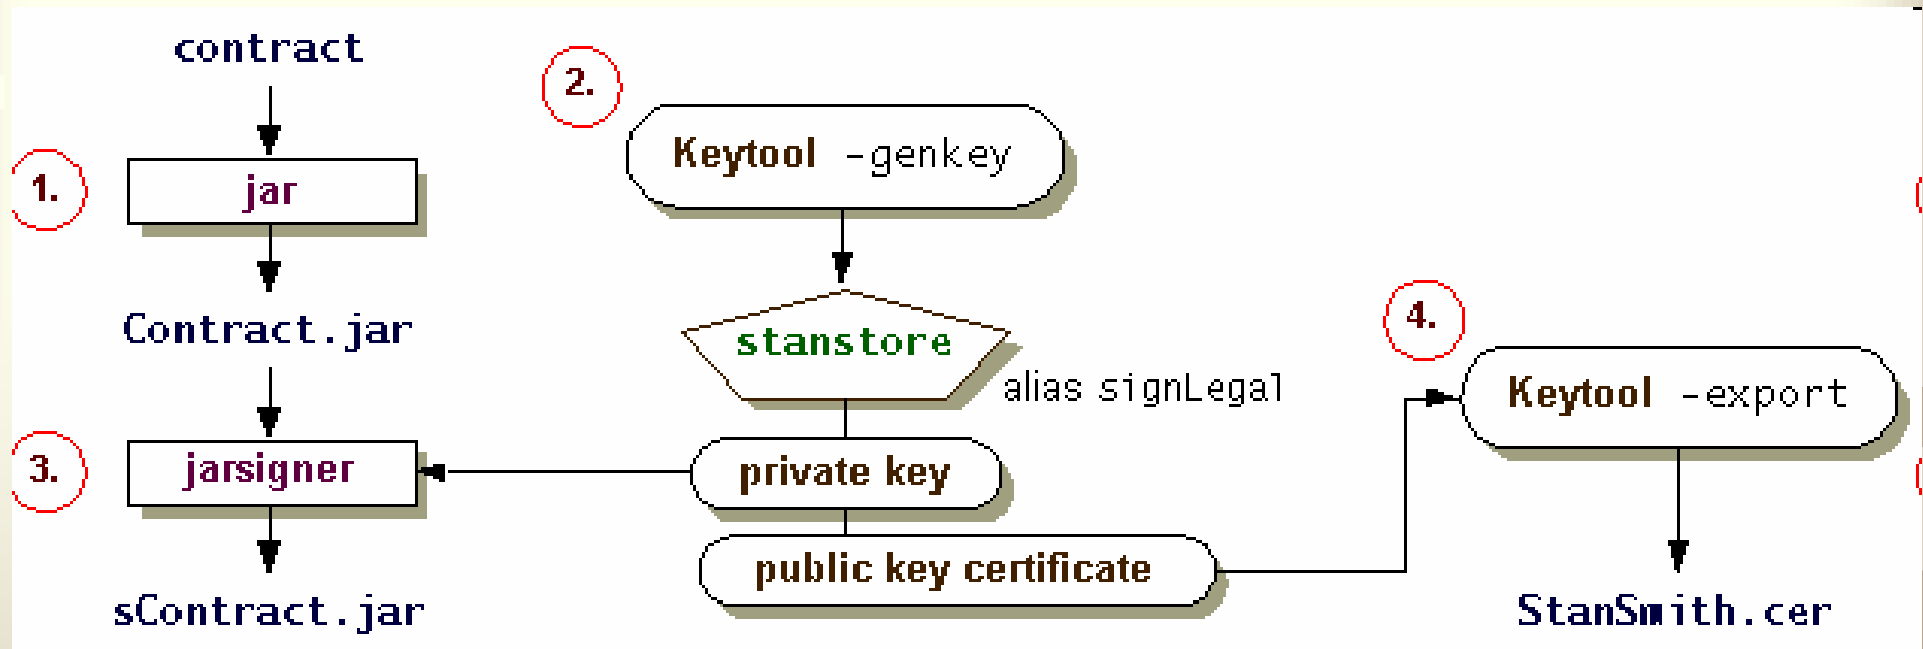 contract
1.
jar
Contract.jar
3.
jarsigner
sContract.jar
2.
Keytool -genkey
stanstore
alias signLegal
private key
public key certificate
4.
Keytool -export
StanSmith.cer